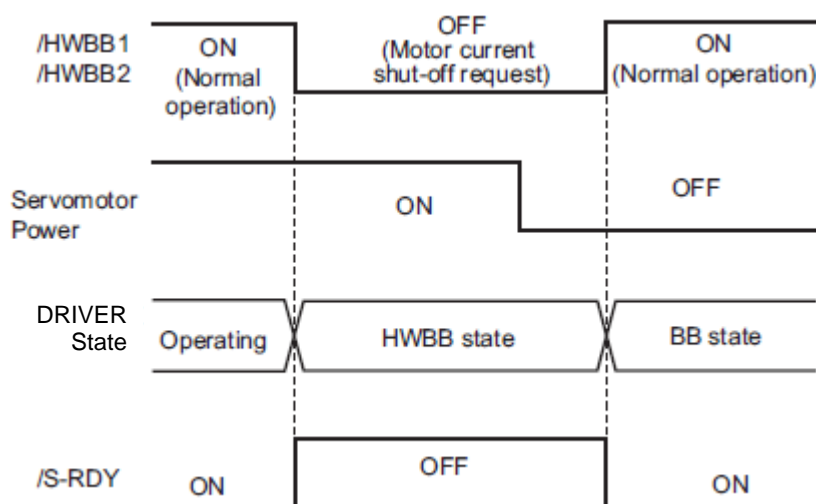 /HWBB1
/HWBB2
ON
(Normal
operation)
OFF
(Motor current
shut-off request)
ON
(Normal operation)
Servomotor
Power
ON
OFF
DRIVER
State
Operating
HWBB state
BB state
/S-RDY
ON
OFF
ON